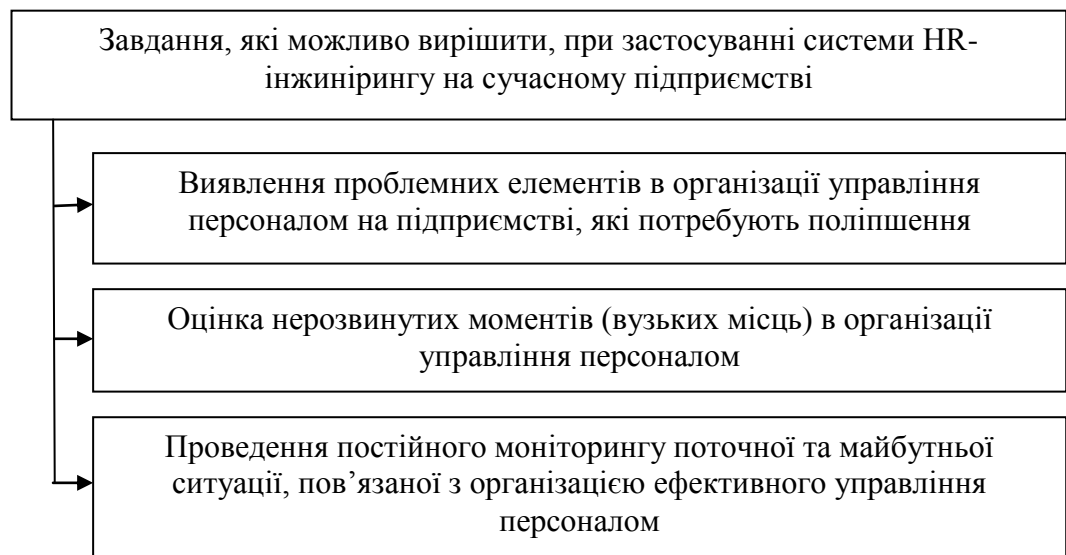 Завдання, які можливо вирішити, при застосуванні системи HR-
інжинірингу на сучасному підприємстві
Виявлення проблемних елементів в організації управління
персоналом на підприємстві, які потребують поліпшення
Оцінка нерозвинутих моментів (вузьких місць) в організації
управління персоналом
Проведення постійного моніторингу поточної та майбутньої
ситуації, пов’язаної з організацією ефективного управління
персоналом